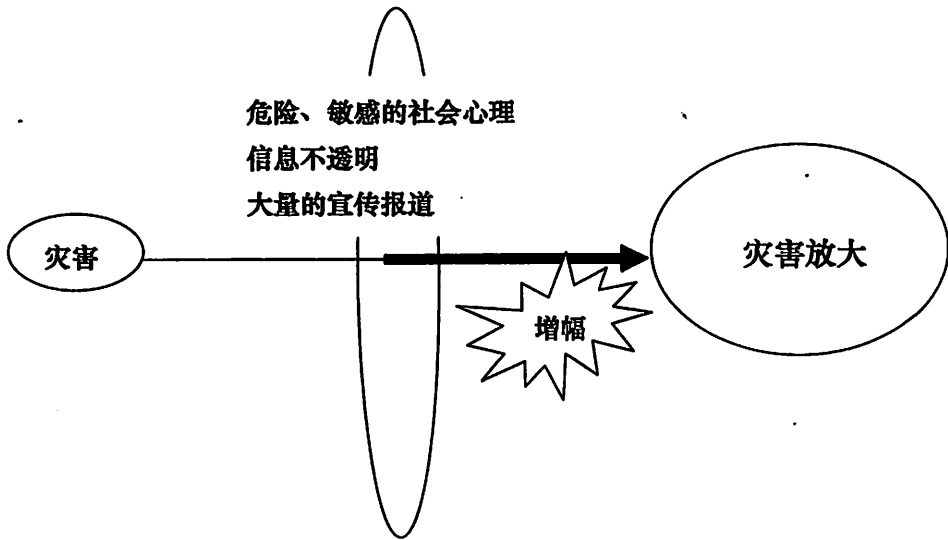 危险、敏感的社会心理
信息不透明
大量的宣传报道
灾害
灾害放大
增幅